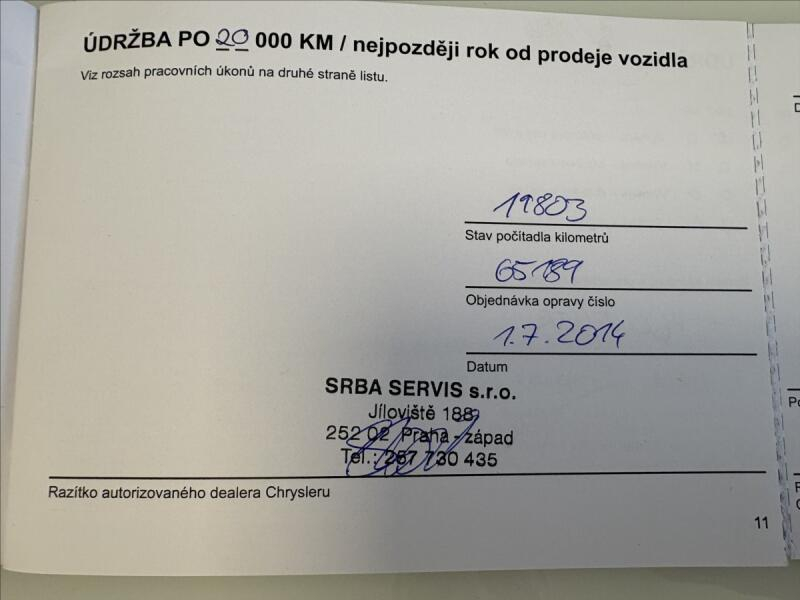 ÚDRŽBA PO 20 000 KM / nejpozději rok od prodeje vozidla
Viz rozsah pracovních úkonů na druhé straně listu.
19803
Stav počítadla kilometrů
65189
Objednávka opravy číslo
1.7.2014
Datum
SRBA SERVIS s.r.o.
Jíloviště 188
252 02 Praha - západ
Tel.: 257 730 435
Razítko autorizovaného dealera Chrysleru
11